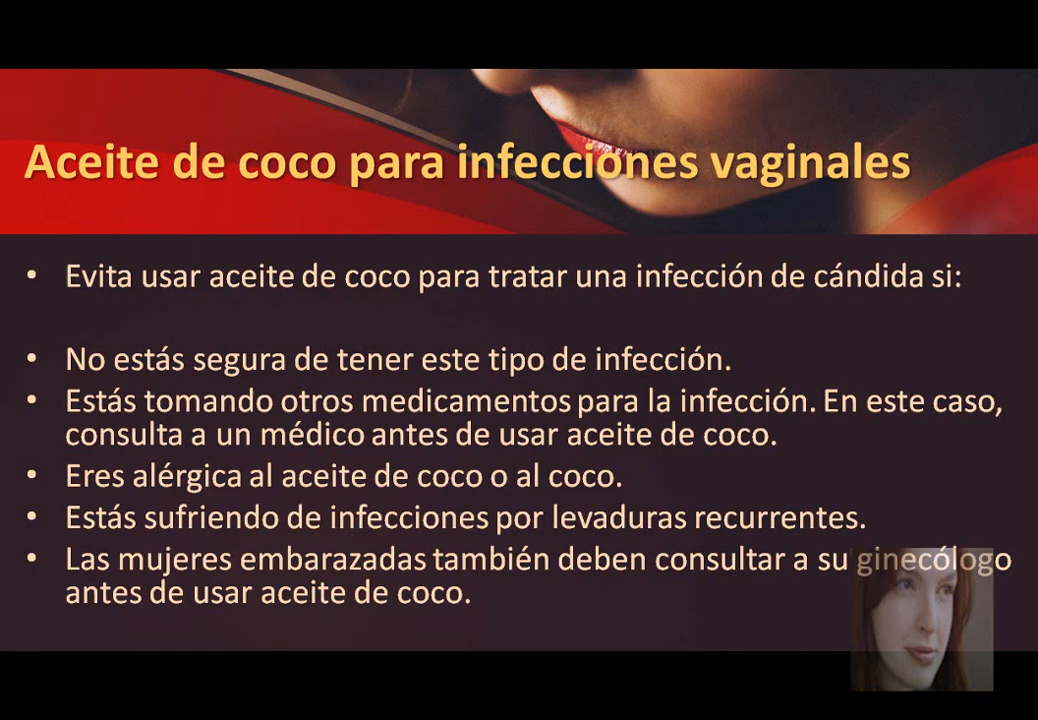 Aceite de coco para infecciones vaginales
• Evita usar aceite de coco para tratar una infección de cándida si:
• No estás segura de tener este tipo de infección.
• Estás tomando otros medicamentos para la infección. En este caso,
consulta a un médico antes de usar aceite de coco.
• Eres alérgica al aceite de coco o al coco.
• Estás sufriendo de infecciones por levaduras recurrentes.
• Las mujeres embarazadas también deben consultar a su ginecólogo
antes de usar aceite de coco.